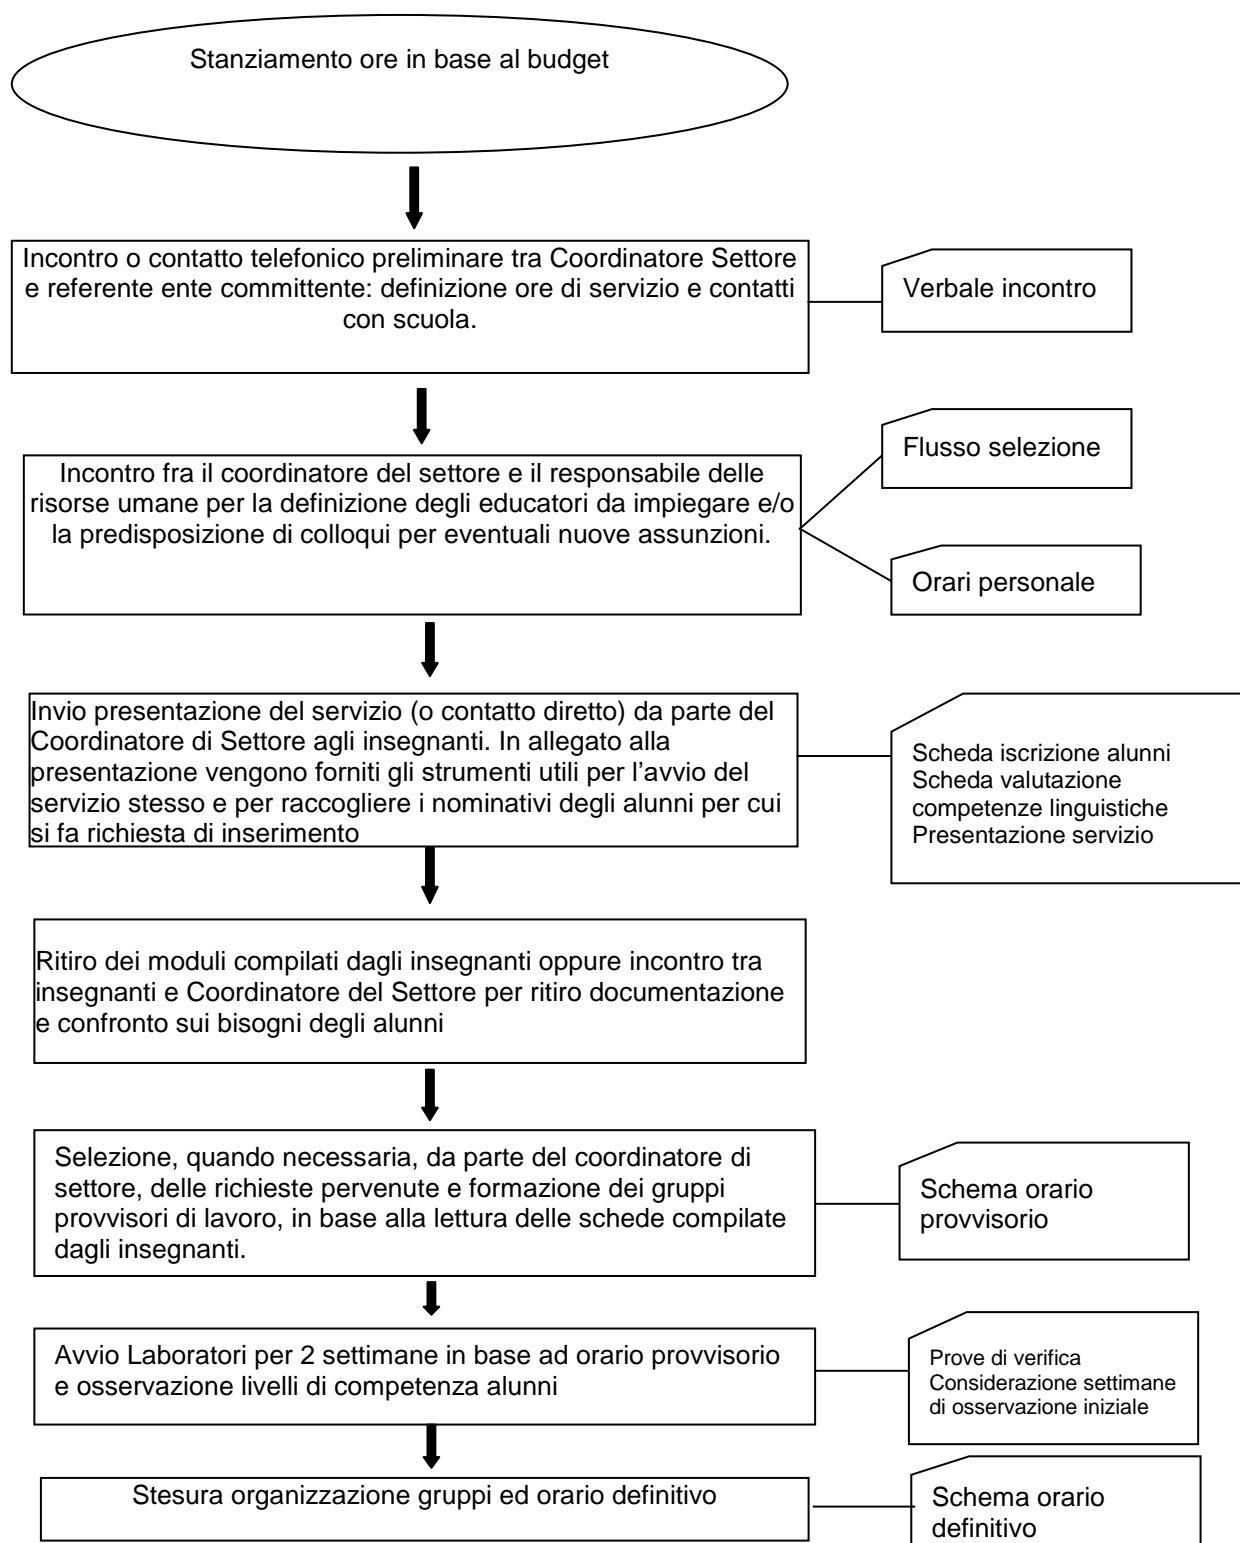 Stanziamento ore in base al budget
Incontro o contatto telefonico preliminare tra Coordinatore Settore
e referente ente committente: definizione ore di servizio e contatti
con scuola.
Verbale incontro
Incontro fra il coordinatore del settore e il responsabile delle
risorse umane per la definizione degli educatori da impiegare e/o
la predisposizione di colloqui per eventuali nuove assunzioni.
Flusso selezione
Orari personale
Invio presentazione del servizio (o contatto diretto) da parte del
Coordinatore di Settore agli insegnanti. In allegato alla
presentazione vengono forniti gli strumenti utili per l’avvio del
servizio stesso e per raccogliere i nominativi degli alunni per cui
si fa richiesta di inserimento
Scheda iscrizione alunni
Scheda valutazione
competenze linguistiche
Presentazione servizio
Ritiro dei moduli compilati dagli insegnanti oppure incontro tra
insegnanti e Coordinatore del Settore per ritiro documentazione
e confronto sui bisogni degli alunni
Selezione, quando necessaria, da parte del coordinatore di
settore, delle richieste pervenute e formazione dei gruppi
provvisori di lavoro, in base alla lettura delle schede compilate
dagli insegnanti.
Schema orario
provvisorio
Avvio Laboratori per 2 settimane in base ad orario provvisorio
e osservazione livelli di competenza alunni
Prove di verifica
Considerazione settimane
di osservazione iniziale
Stesura organizzazione gruppi ed orario definitivo
Schema orario
definitivo